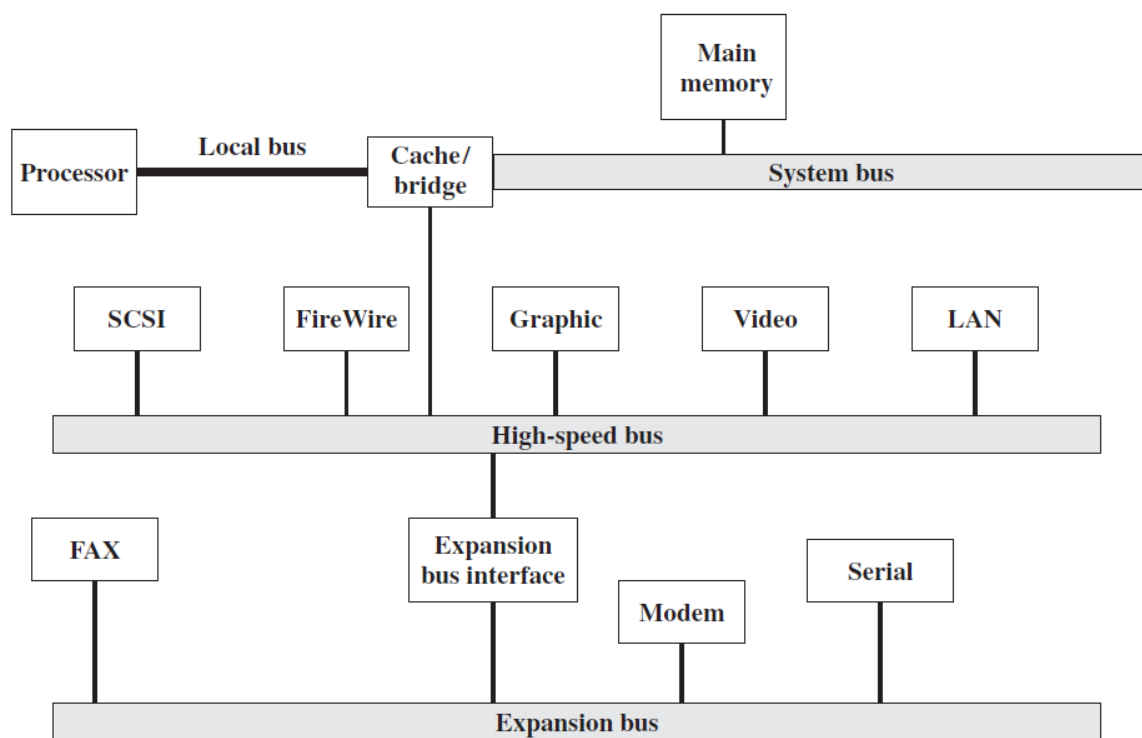 Main
memory
Local bus
Processor
Cache/
bridge
System bus
SCSI
FireWire
Graphic
Video
LAN
High-speed bus
FAX
Expansion
bus interface
Modem
Serial
Expansion bus